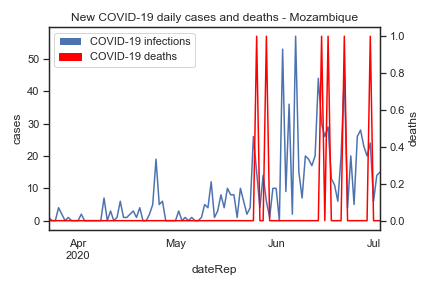 New COVID-19 daily cases and deaths - Mozambique
COVID-19 infections
COVID-19 deaths
50
40
30
20
10
0
cases
1.0
0.8
0.6
0.4
0.2
0.0
deaths
Apr May Jun Jul
2020
dateRep